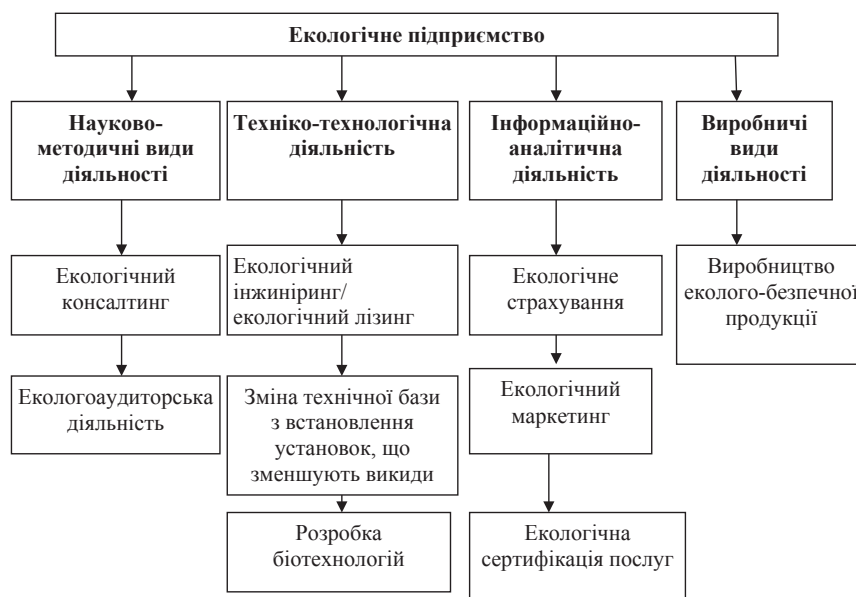 Екологічне підприємство
Науково-
методичні види
діяльності
Техніко-технологічна
діяльність
Інформаційно-
аналітична
діяльність
Виробничі
види
діяльності
Екологічний
консалтинг
Екологоаудиторська
діяльність
Екологічний
інжиніринг/
екологічний лізинг
Зміна технічної бази
з встановлення
установок, що
зменшують викиди
Розробка
біотехнологій
Екологічне
страхування
Екологічний
маркетинг
Екологічна
сертифікація послуг
Виробництво
еколого-безпечної
продукції